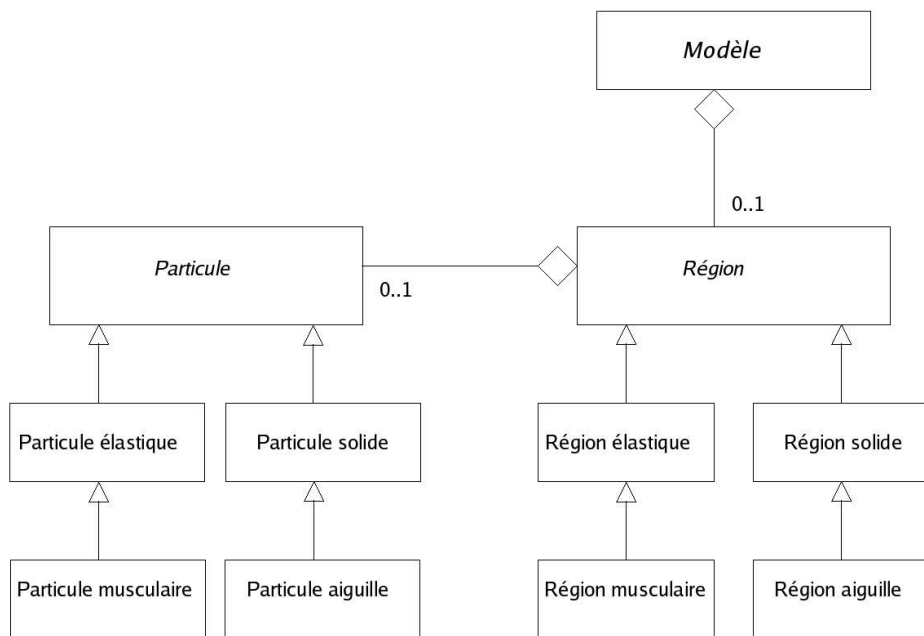 Modèle
0..1
Particule
Région
0..1
Particule élastique
Particule solide
Région élastique
Région solide
Particule musculaire
Particule aiguille
Région musculaire
Région aiguille